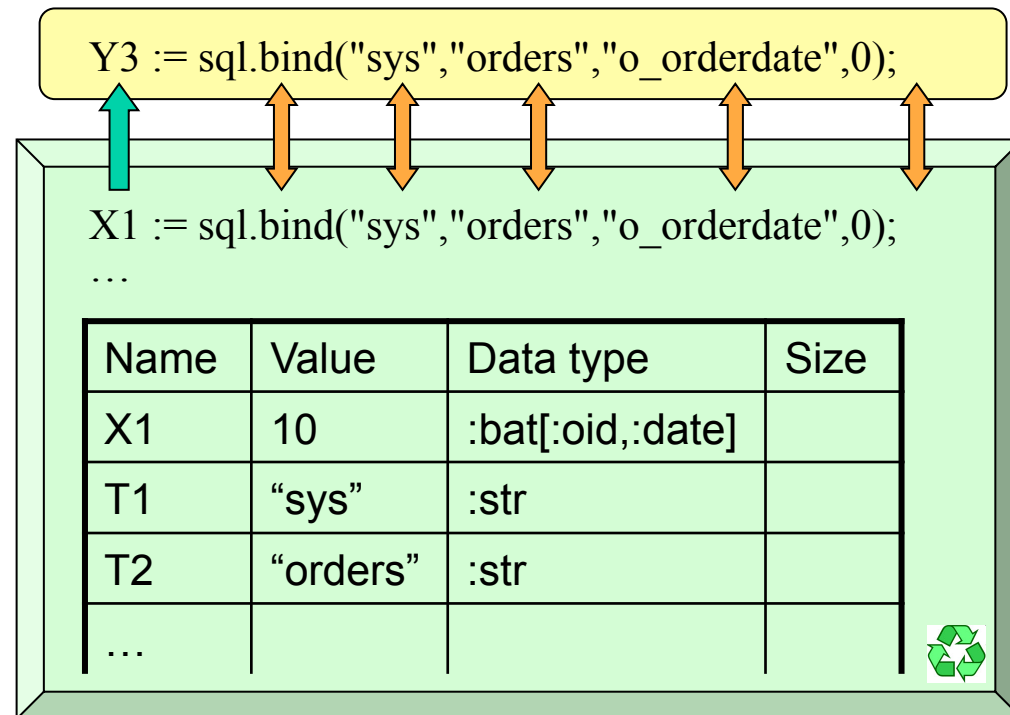 Y3 := sql.bind("sys","orders","o_orderdate",0);
X1 := sql.bind("sys","orders","o_orderdate",0);
…
Name Value Data type Size
X1 10 :bat[:oid,:date]
T1 “sys” :str
T2 “orders” :str
…